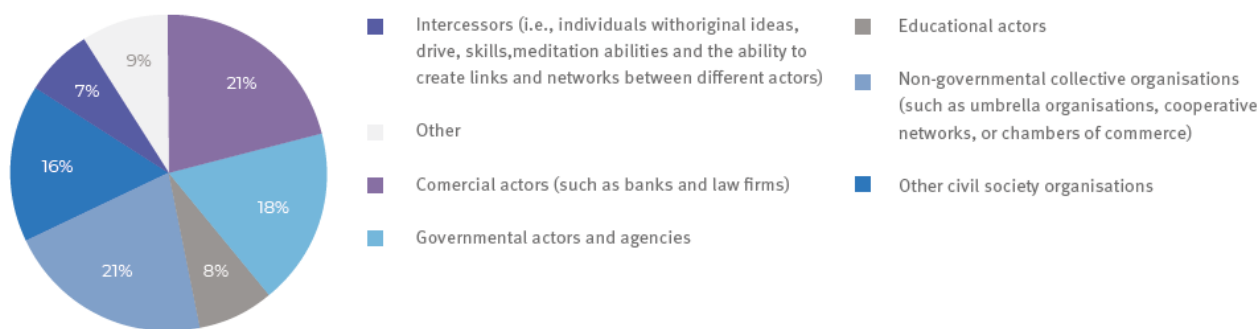 9%
21%
7%
16%
18%
21%
8%
Intercessors (i.e., individuals withoriginal ideas,
drive, skills,meditation abilities and the ability to
create links and networks between different actors)
Other
Comercial actors (such as banks and law firms)
Governmental actors and agencies
Educational actors
Non-governmental collective organisations
(such as umbrella organisations, cooperative
networks, or chambers of commerce)
Other civil society organisations